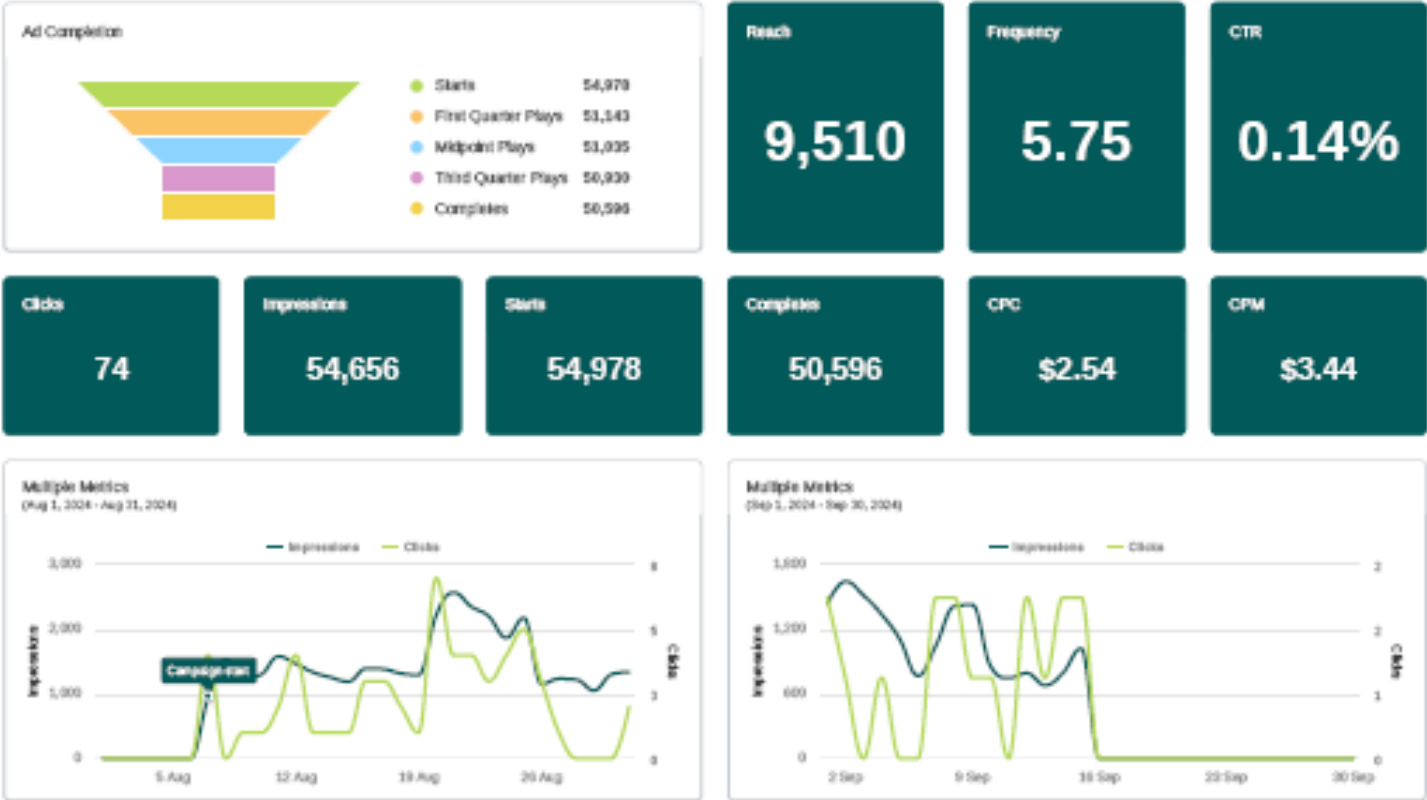 Ad Completion
Starts 54,978
First Quarter Plays 51,143
Midpoint Plays 51,035
Third Quarter Plays 50,939
Completes 50,596
Reach
9,510
Frequency
5.75
CTR
0.14%
Clicks
74
Impressions
54,656
Starts
54,978
Completes
50,596
CPC
$2.54
CPM
$3.44
Multiple Metrics
(Aug 1, 2024 - Aug 31, 2024)
Impressions Clicks
3,000
2,000
1,000
0
Impressions
Campaign start
8
5
3
0
Clicks
5 Aug 12 Aug 19 Aug 26 Aug
Multiple Metrics
(Sep 1, 2024 - Sep 30, 2024)
Impressions Clicks
1,800
1,200
600
0
Impressions
2
2
1
0
Clicks
2 Sep 9 Sep 16 Sep 23 Sep 30 Sep